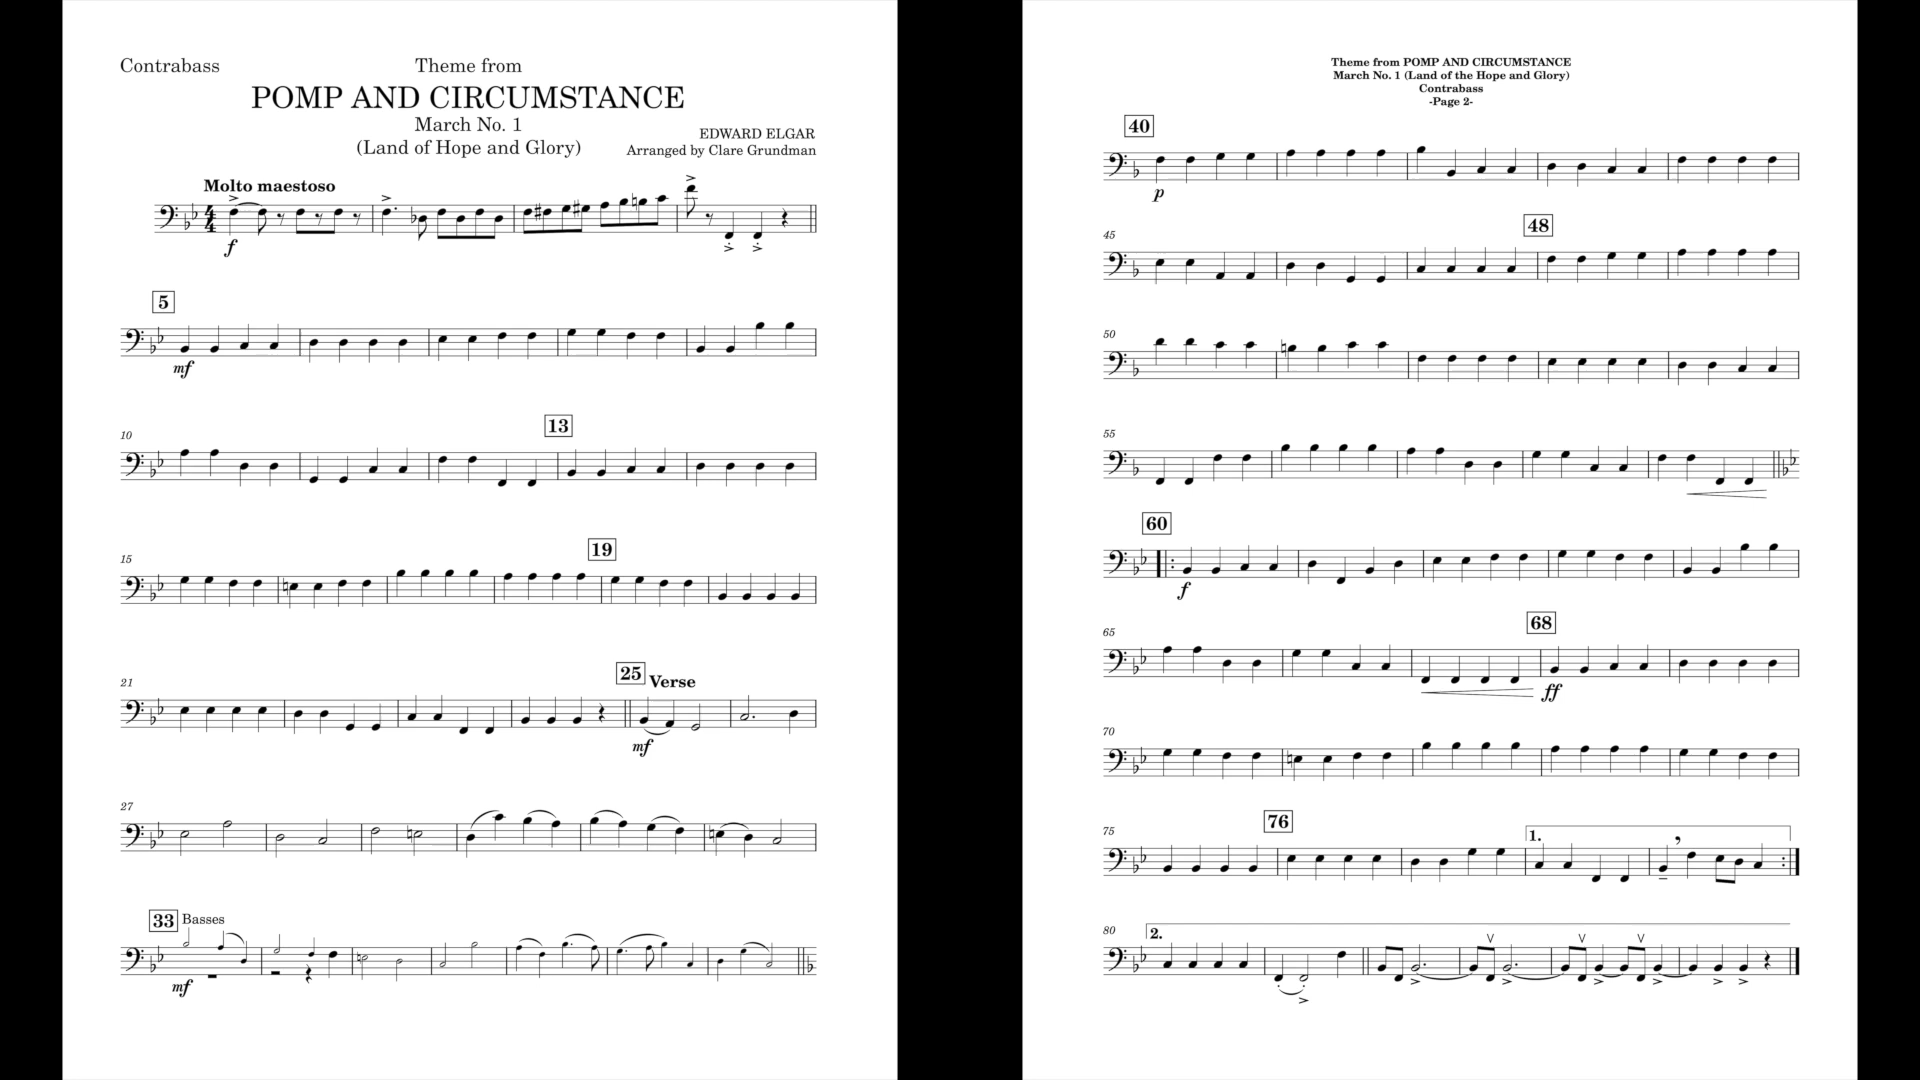 Contrabass
Theme from
POMP AND CIRCUMSTANCE
March No. 1
(Land of Hope and Glory)
EDWARD ELGAR
Arranged by Clare Grundman
Molto maestoso
f
5
mf
10
13
15
19
21
25 Verse
mf
27
33 Basses
mf
Theme from POMP AND CIRCUMSTANCE
March No. 1 (Land of the Hope and Glory)
Contrabass
-Page 2-
40
p
45
48
50
55
60
f
65
68
ff
70
75
76
1.
80
2.